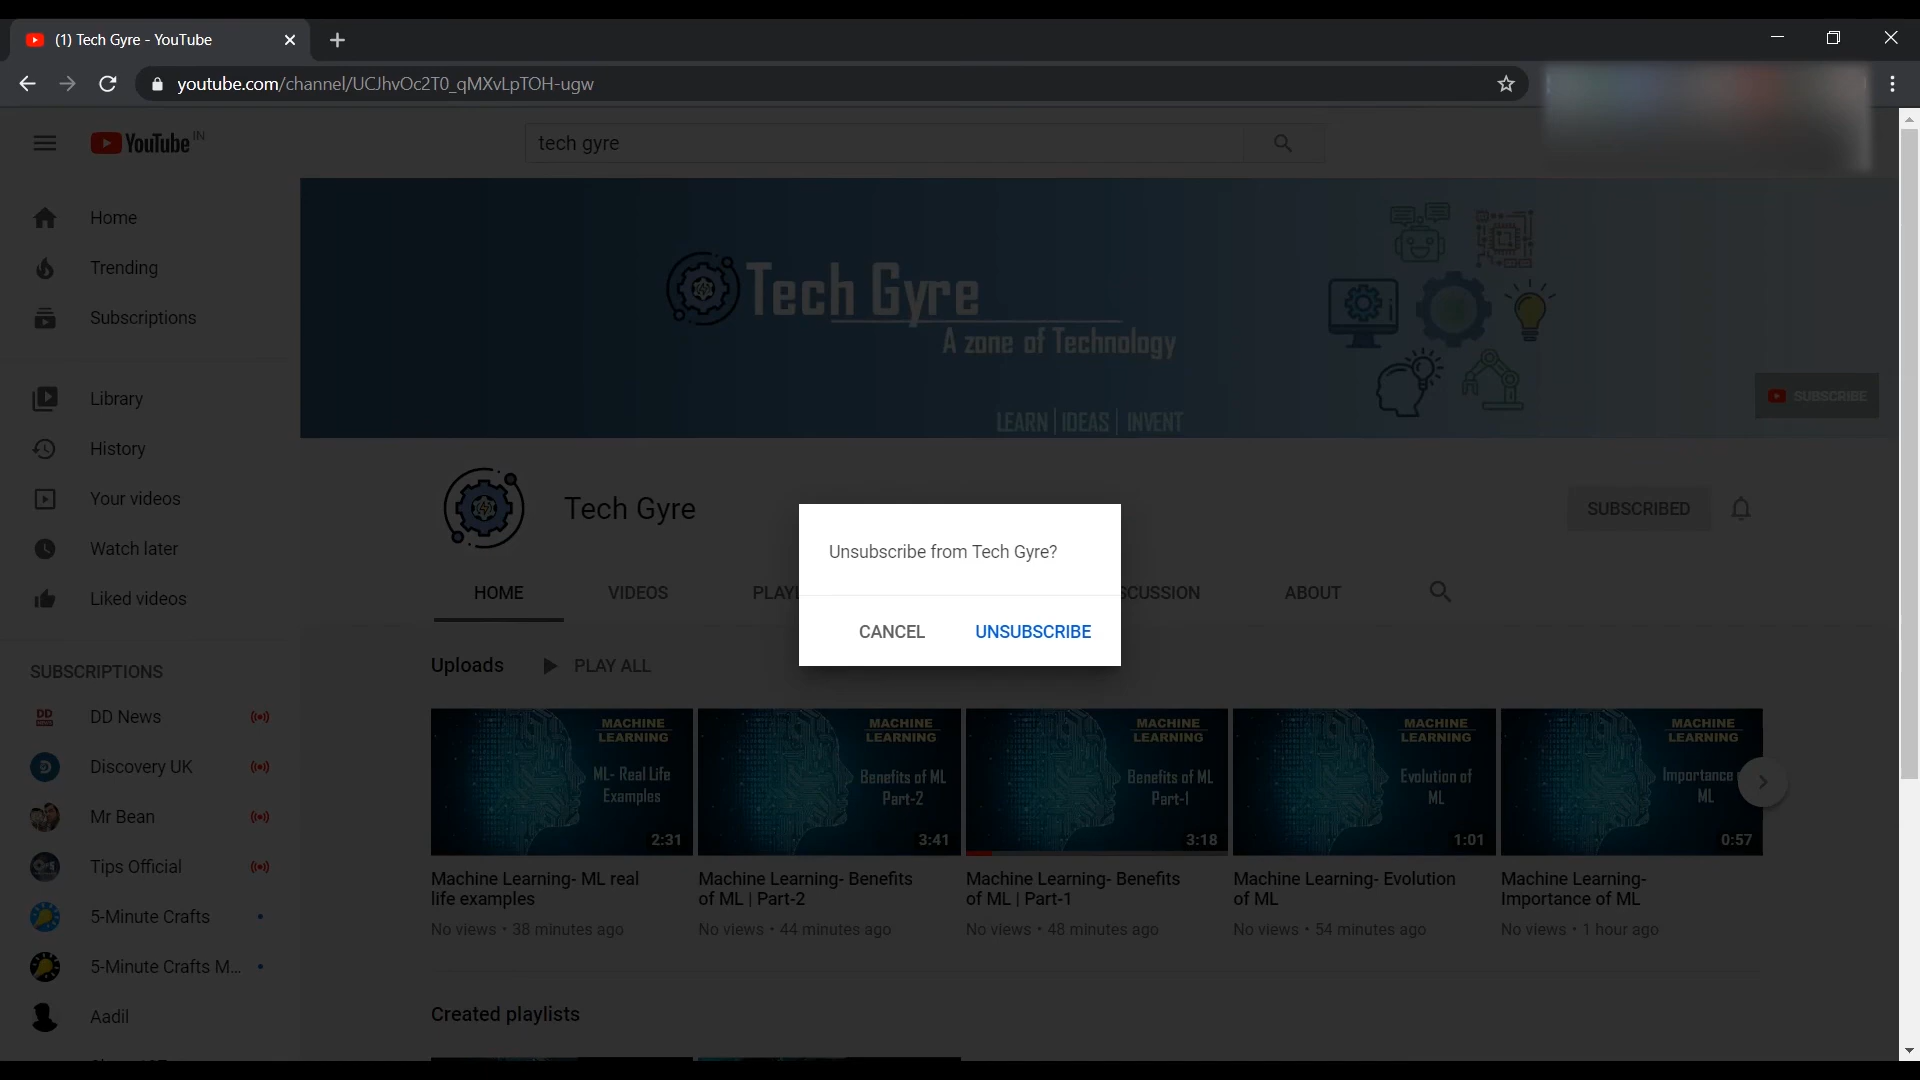 (1) Tech Gyre - YouTube
youtube.com/channel/UCJhvOc2T0_qMXvLpTOH-ugw
YouTube IN
tech gyre
Home
Trending
Subscriptions
Library
History
Your videos
Watch later
Liked videos
SUBSCRIPTIONS
DD News
Discovery UK
Mr Bean
Tips Official
5-Minute Crafts
5-Minute Crafts M...
Aadil
Tech Gyre
A zone of Technology
LEARN | IDEAS | INVENT
SUBSCRIBE
Tech Gyre
SUBSCRIBED
HOME VIDEOS ABOUT
Unsubscribe from Tech Gyre?
CANCEL UNSUBSCRIBE
Uploads PLAY ALL
MACHINE
LEARNING
ML- Real Life
Examples
2:31
MACHINE
LEARNING
Benefits of ML
Part-2
3:41
MACHINE
LEARNING
Benefits of ML
Part-1
3:18
MACHINE
LEARNING
Evolution of
ML
1:01
MACHINE
LEARNING
Importance
ML
0:57
Machine Learning- ML real
life examples
No views • 38 minutes ago
Machine Learning- Benefits
of ML | Part-2
No views • 44 minutes ago
Machine Learning- Benefits
of ML | Part-1
No views • 48 minutes ago
Machine Learning- Evolution
of ML
No views • 54 minutes ago
Machine Learning-
Importance of ML
No views • 1 hour ago
Created playlists